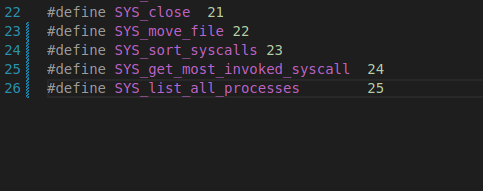 22 #define SYS_close  21
23 #define SYS_move_file 22
24 #define SYS_sort_syscalls 23
25 #define SYS_get_most_invoked_syscall  24
26 #define SYS_list_all_processes        25